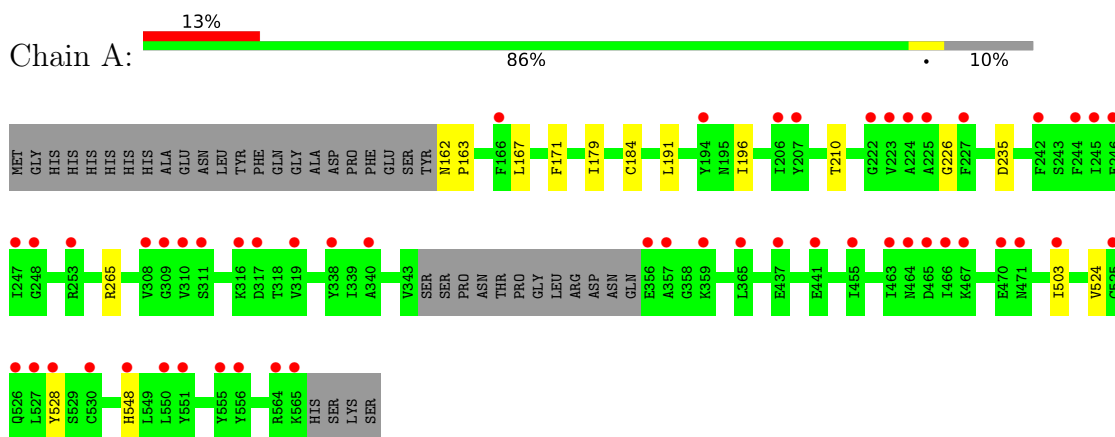 Chain A:
13%
86%
•
10%
MET GLY HIS HIS HIS HIS HIS HIS HIS ALA GLU ASN LEU TYR PHE GLN GLY ALA ASP PRO PHE GLU SER TYR N162 P163 F166 L167 F171 I179 C184 L191 Y194 N195 I196 I206 Y207 T210 G222 V223 A224 A225 G226 F227 D235 F242 S243 F244 I245 E246
I247 G248 R253 R265 V308 G309 V310 S311 K316 D317 T318 V319 Y338 I339 A340 V343 SER SER PRO ASN THR PRO GLY LEU ARG ASP ASN GLN E356 A357 G358 K359 L365 E437 E441 I455 I463 N464 D465 I466 K467 E470 N471 I503 V524
Q526 L527 Y528 S529 C530 H548 L549 L550 Y551 Y555 Y556 R564 K565 HIS SER LYS SER